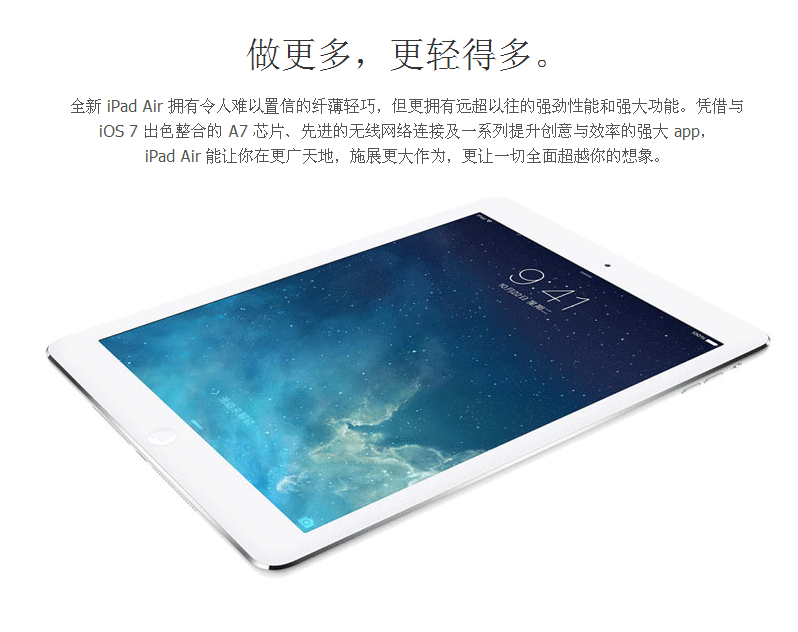 做更多，更轻得多。
全新 iPad Air 拥有令人难以置信的纤薄轻巧，但更拥有远超以往的强劲性能和强大功能。凭借与
iOS 7 出色整合的 A7 芯片、先进的无线网络连接及一系列提升创意与效率的强大 app，
iPad Air 能让你在更广天地，施展更大作为，更让一切全面超越你的想象。
iPad
9:41
10月22日 星期二
100%
滑动来解锁